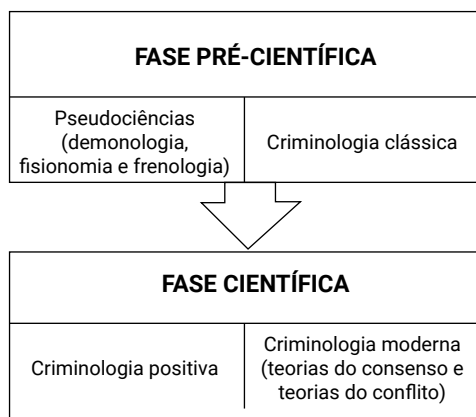 FASE PRÉ-CIENTÍFICA
Pseudociências
(demonologia,
fisionomia e frenologia)
Criminologia clássica
FASE CIENTÍFICA
Criminologia positiva
Criminologia moderna
(teorias do consenso e
teorias do conflito)